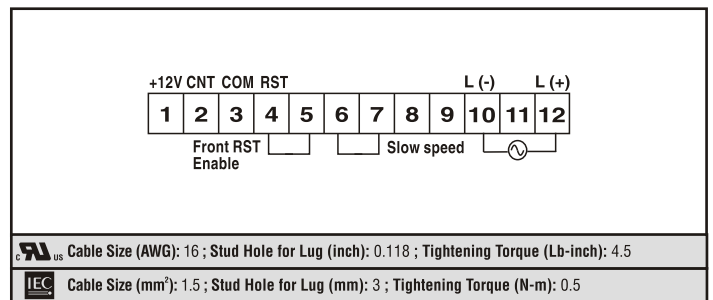 +12V CNT COM RST L (-) L (+)
1 2 3 4 5 6 7 8 9 10 11 12
Front RST Enable
Slow speed
c UR us Cable Size (AWG): 16 ; Stud Hole for Lug (inch): 0.118 ; Tightening Torque (Lb-inch): 4.5
IEC Cable Size (mm²): 1.5 ; Stud Hole for Lug (mm): 3 ; Tightening Torque (N-m): 0.5